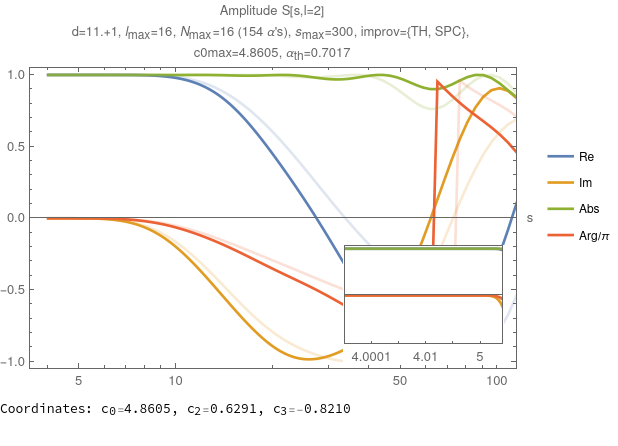 Amplitude S[s,l=2]
d=11.+1, lmax=16, Nmax=16 (154 α's), smax=300, improv={TH, SPC},
c0max=4.8605, αth=0.7017
1.0
0.5
0.0
-0.5
-1.0
5
10
50
100
s
4.0001
4.01
5
Re
Im
Abs
Arg/π
Coordinates: c0=4.8605, c2=0.6291, c3=-0.8210